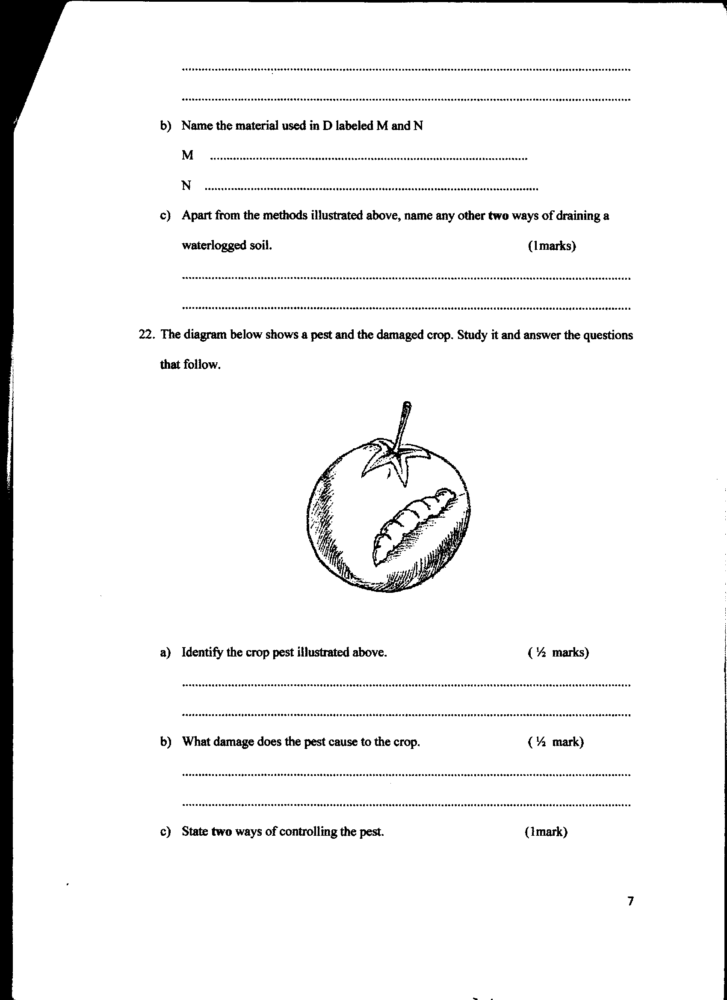 ................................................................................
................................................................................
b) Name the material used in D labeled M and N
M ................................................................................
N ................................................................................
c) Apart from the methods illustrated above, name any other two ways of draining a
waterlogged soil. (1marks)
................................................................................
................................................................................
22. The diagram below shows a pest and the damaged crop. Study it and answer the questions
that follow.
a) Identify the crop pest illustrated above. ( ½ marks)
................................................................................
................................................................................
b) What damage does the pest cause to the crop. ( ½ mark)
................................................................................
................................................................................
c) State two ways of controlling the pest. (1mark)
7